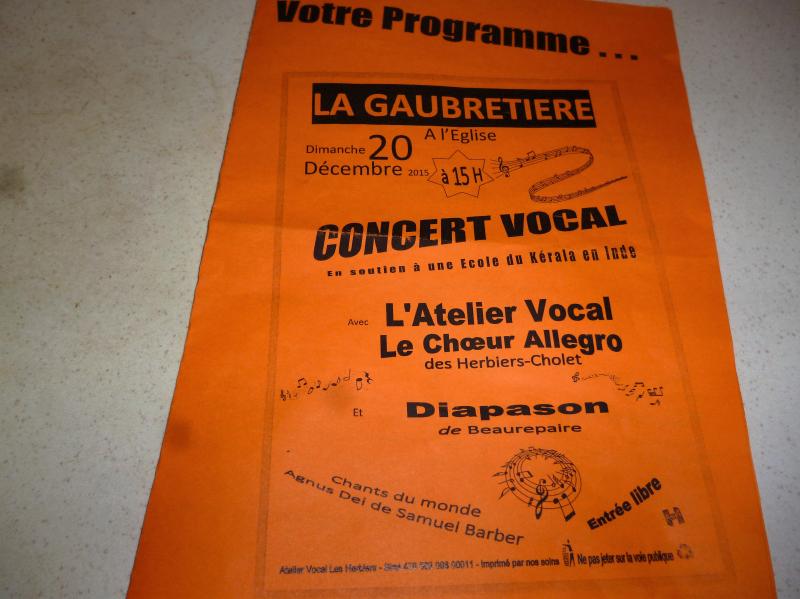 Votre Programme...
LA GAUBRETIERE
A l'Eglise
Dimanche 20
Décembre 2015
à 15 H
CONCERT VOCAL
En soutien à une Ecole du Kérala en Inde
Avec L'Atelier Vocal
Le Chœur Allegro
des Herbiers-Cholet
Et Diapason
de Beaurepaire
Chants du monde
Agnus Dei de Samuel Barber
Entrée libre
H
Atelier Vocal Les Herbiers - Siret 00011 - Imprimé par nos soins
Ne pas jeter sur la voie publique